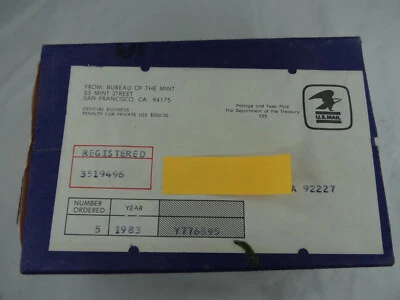 FROM: BUREAU OF THE MINT
55 MINT STREET
SAN FRANCISCO, CA 94175
OFFICIAL BUSINESS
PENALTY FOR PRIVATE USE $300.00
Postage and Fees Paid
the Department of the Treasury
U.S.MAIL
REGISTERED
3519496
A 92227
NUMBER
ORDERED
YEAR
5 1983 Y776899